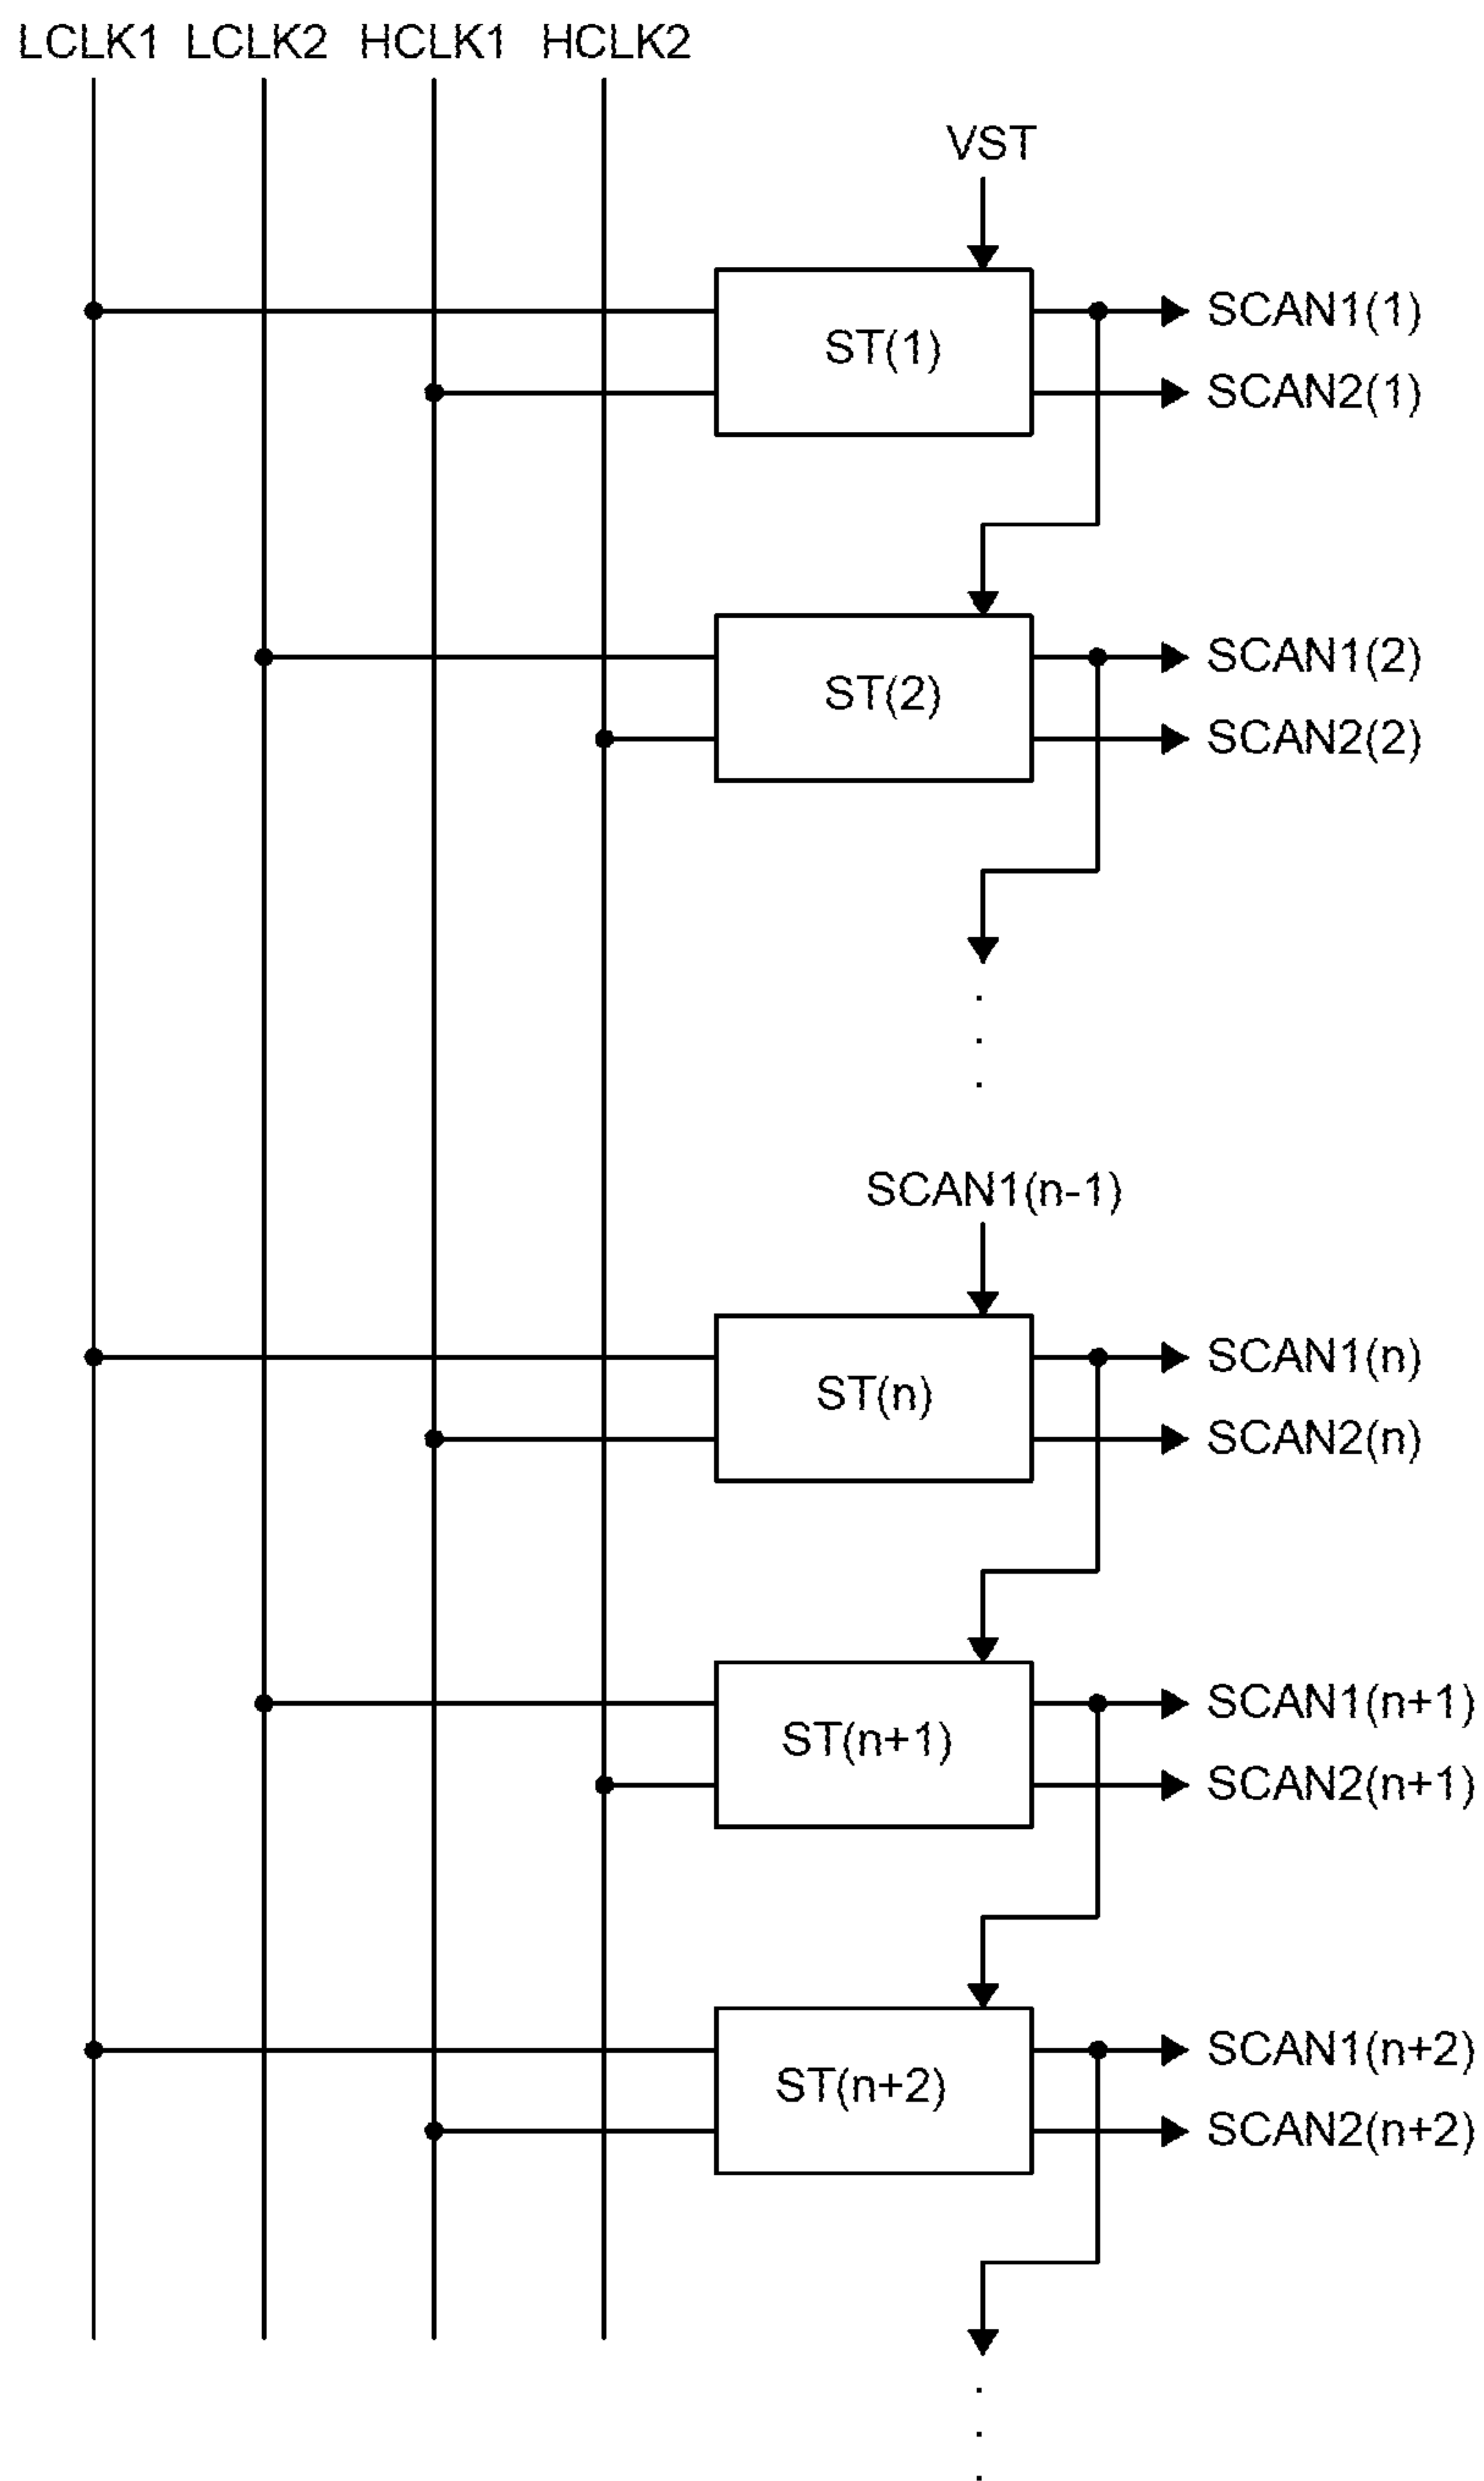 LCLK1 LCLK2 HCLK1 HCLK2
VST
ST(1)
SCAN1(1)
SCAN2(1)
ST(2)
SCAN1(2)
SCAN2(2)
SCAN1(n-1)
ST(n)
SCAN1(n)
SCAN2(n)
ST(n+1)
SCAN1(n+1)
SCAN2(n+1)
ST(n+2)
SCAN1(n+2)
SCAN2(n+2)